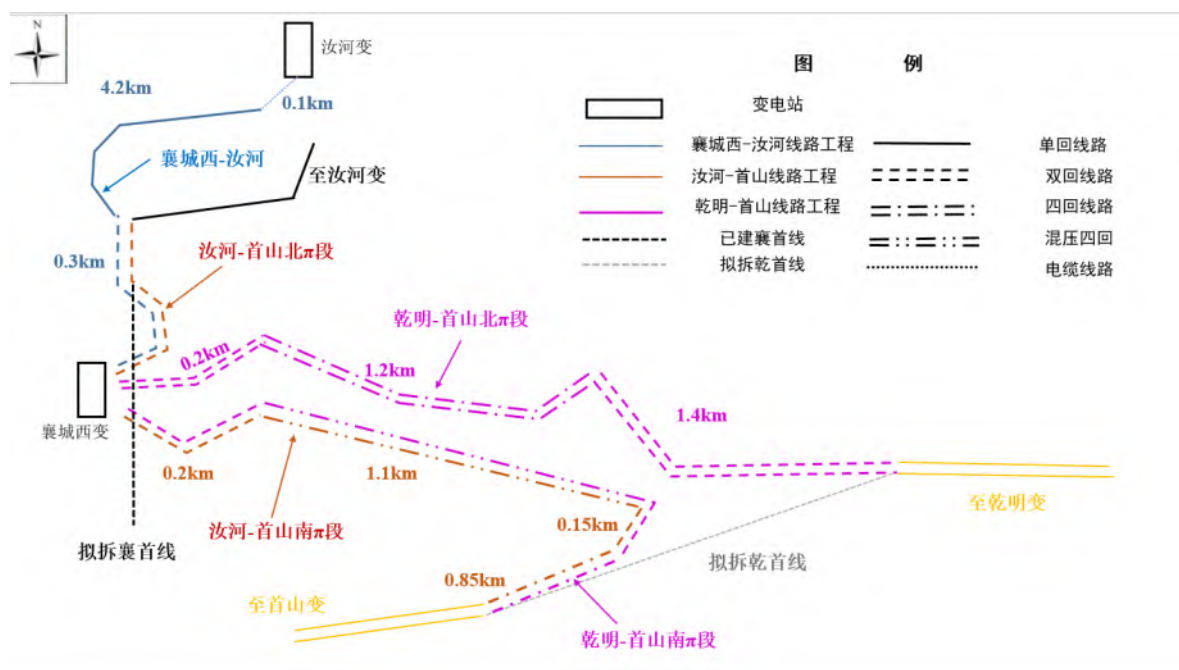 N
汝河变
图 例
4.2km
0.1km
变电站
襄城西-汝河线路工程
单回线路
襄城西-汝河
至汝河变
汝河-首山线路工程
双回线路
乾明-首山线路工程
四回线路
已建襄首线
混压四回
0.3km
汝河-首山北π段
拟拆乾首线
电缆线路
乾明-首山北π段
0.2km
1.2km
1.4km
襄城西变
0.2km
1.1km
至乾明变
汝河-首山南π段
0.15km
拟拆襄首线
拟拆乾首线
0.85km
至首山变
乾明-首山南π段